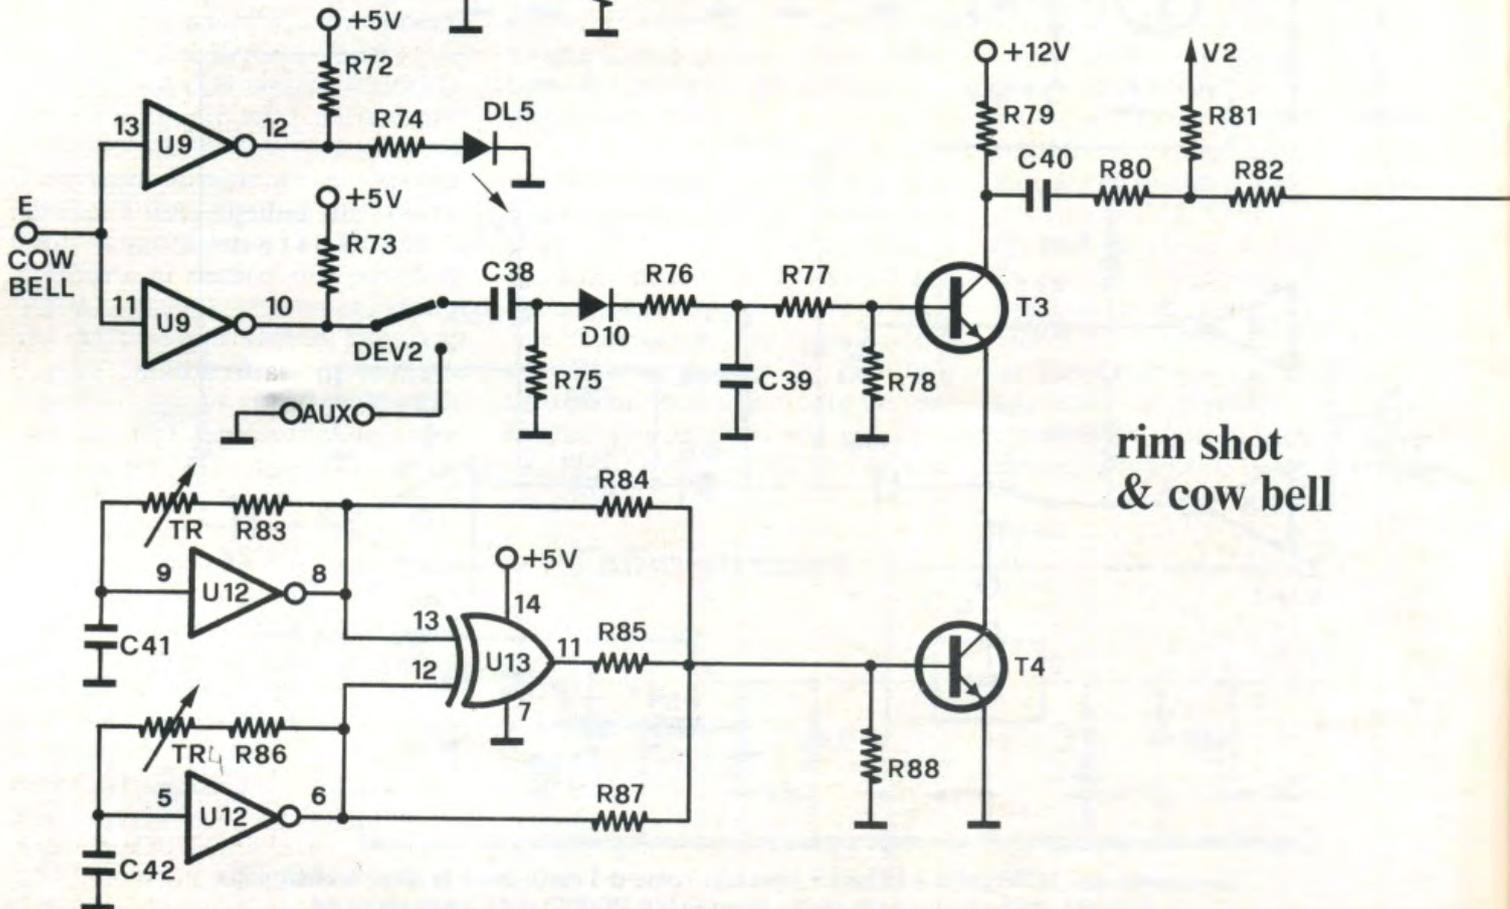 +5V
R72
R74
DL5
13
U9
12
+5V
R73
E
COW
BELL
11
U9
10
DEV2
AUX
C38
R75
D10
R76
C39
R77
R78
T3
+12V
R79
C40
R80
V2
R81
R82
rim shot
& cow bell
TR
R83
9
U12
8
C41
R84
+5V
14
13
12
U13
11
7
R85
TR4
R86
5
U12
6
C42
R87
R88
T4